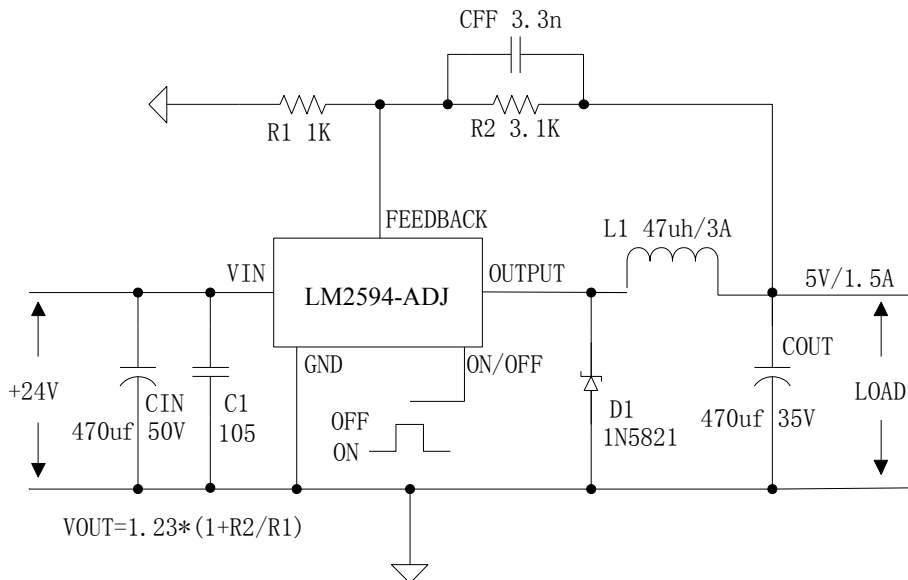 CFF 3.3n
R1 1K
R2 3.1K
FEEDBACK
L1 47uh/3A
VIN
OUTPUT
5V/1.5A
LM2594-ADJ
GND
ON/OFF
COUT
+24V
CIN
C1
OFF
D1
LOAD
470uf 50V
105
ON
1N5821
470uf 35V
VOUT=1.23*(1+R2/R1)